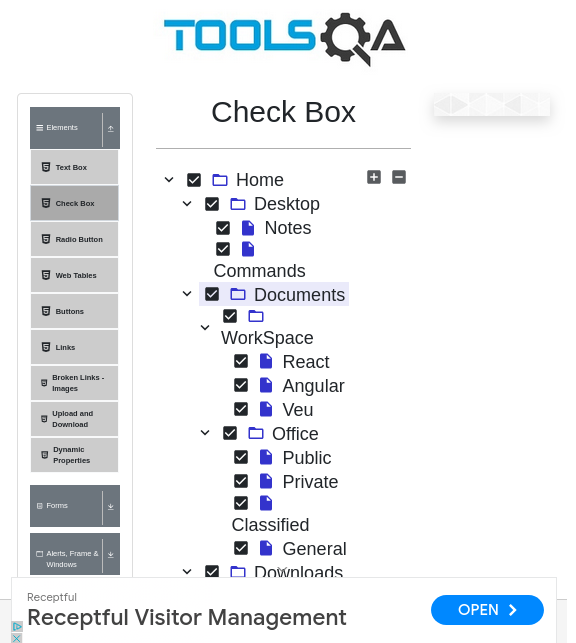 TOOLSQA
Check Box
Elements
Text Box
Check Box
Radio Button
Web Tables
Buttons
Links
Broken Links -
Images
Upload and
Download
Dynamic
Properties
Forms
Alerts, Frame &
Windows
Home
Desktop
Notes
Commands
Documents
WorkSpace
React
Angular
Veu
Office
Public
Private
Classified
General
Downloads
Receptful
Receptful Visitor Management
OPEN